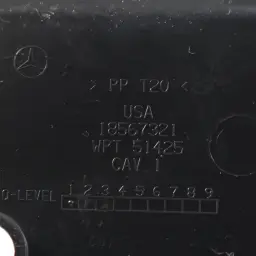 > PP T20 <
USA
18567321
WPT 51425
CAV 1
1 2 3 4 5 6 7 8 9
D-LEVEL